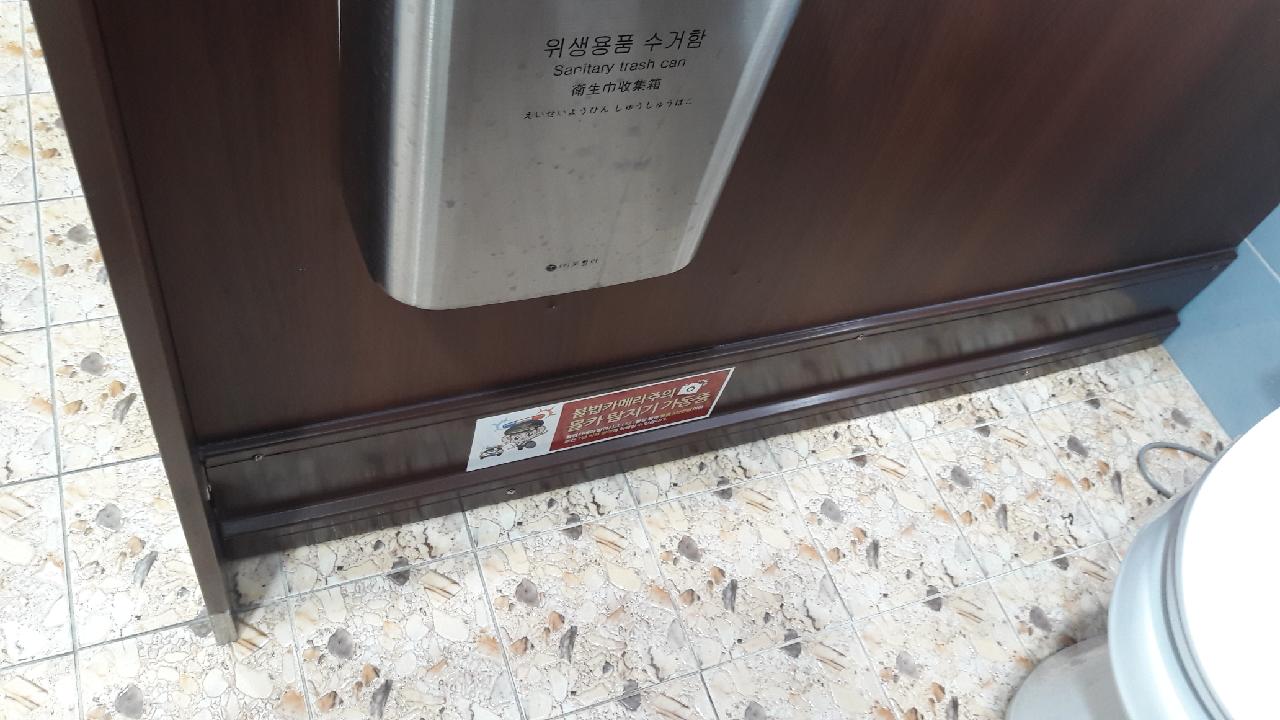 위생용품 수거함
Sanitary trash can
衛生巾收集箱
えいせいようひん しゅうしゅうばこ
불법카메라주의
몰카 탐지기 가동중